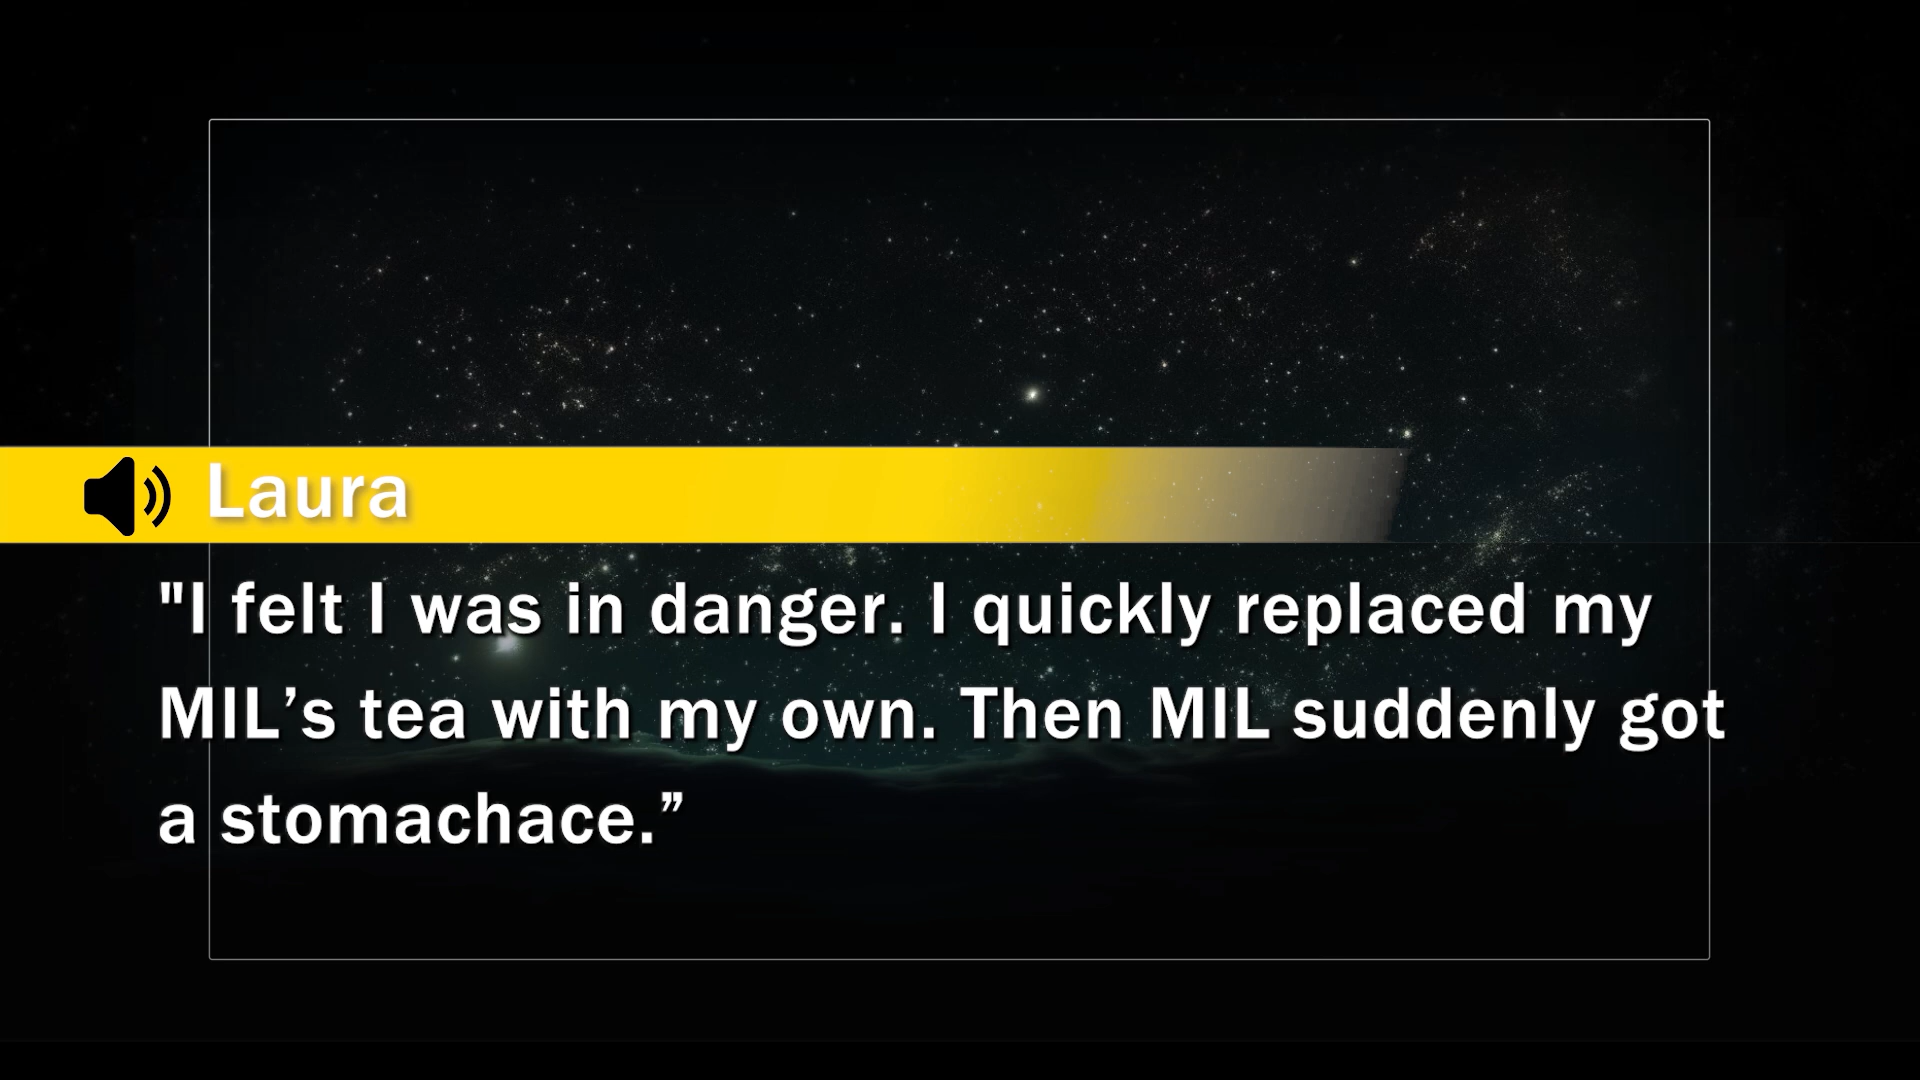 Laura
"I felt I was in danger. I quickly replaced my
MIL’s tea with my own. Then MIL suddenly got
a stomachace.”